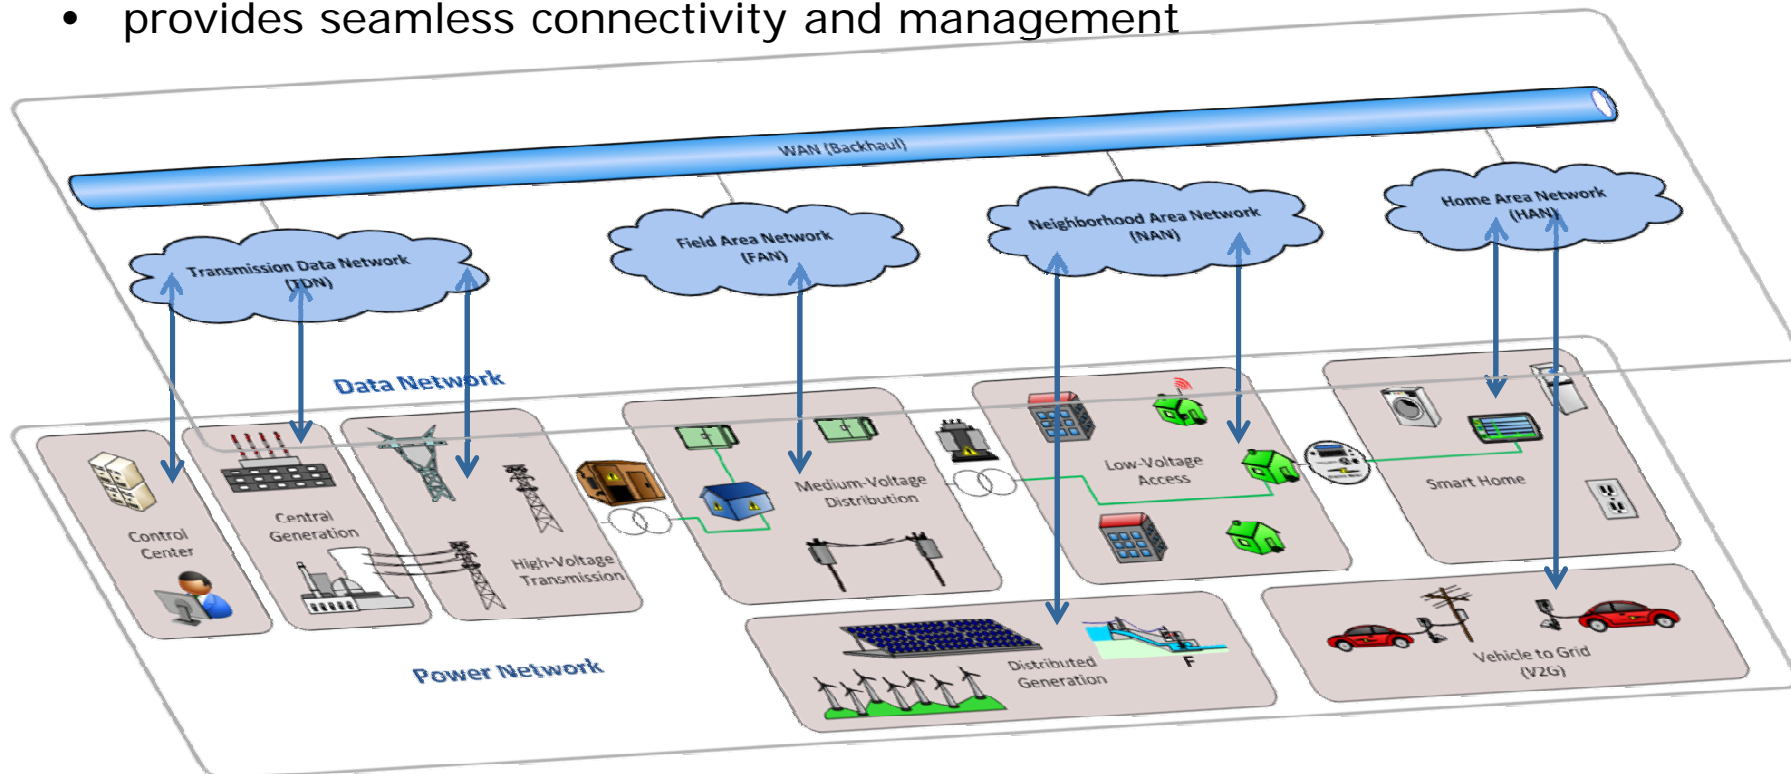 • provides seamless connectivity and management
WAN (Backhaul)
Transmission Data Network
(TDN)
Field Area Network
(FAN)
Neighborhood Area Network
(NAN)
Home Area Network
(HAN)
Data Network
Control
Center
Central
Generation
High-Voltage
Transmission
Medium-Voltage
Distribution
Low-Voltage
Access
Smart Home
Distributed
Generation
F
Vehicle to Grid
(V2G)
Power Network